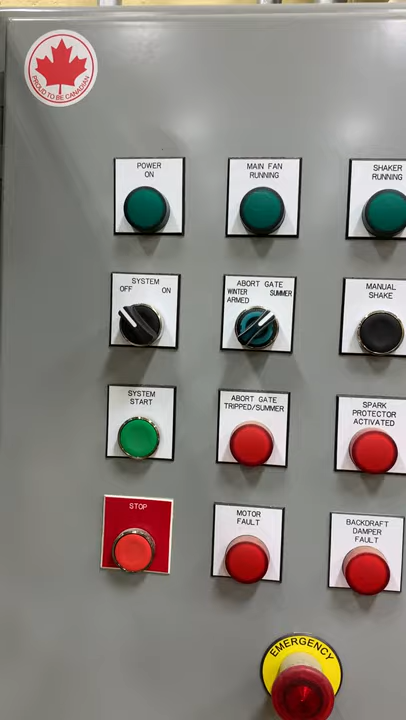 PROUD TO BE CANADIAN
POWER
ON
MAIN FAN
RUNNING
SHAKER
RUNNING
SYSTEM
OFF ON
ABORT GATE
WINTER SUMMER
ARMED
MANUAL
SHAKE
SYSTEM
START
ABORT GATE
TRIPPED/SUMMER
SPARK
PROTECTOR
ACTIVATED
STOP
MOTOR
FAULT
BACKDRAFT
DAMPER
FAULT
EMERGENCY